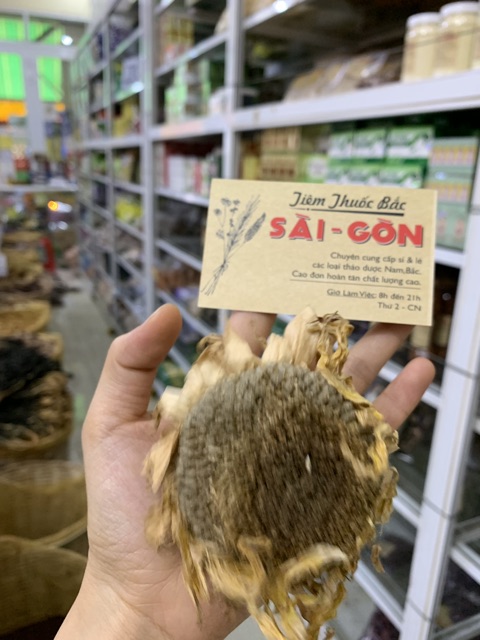 Tiệm Thuốc Bắc
SÀI-GÒN
Chuyên cung cấp sỉ & lẻ
các loại thảo dược Nam,Bắc.
Cao đơn hoàn tán chất lượng cao.
Giờ Làm Việc: 8h đến 21h
Thứ 2 - CN